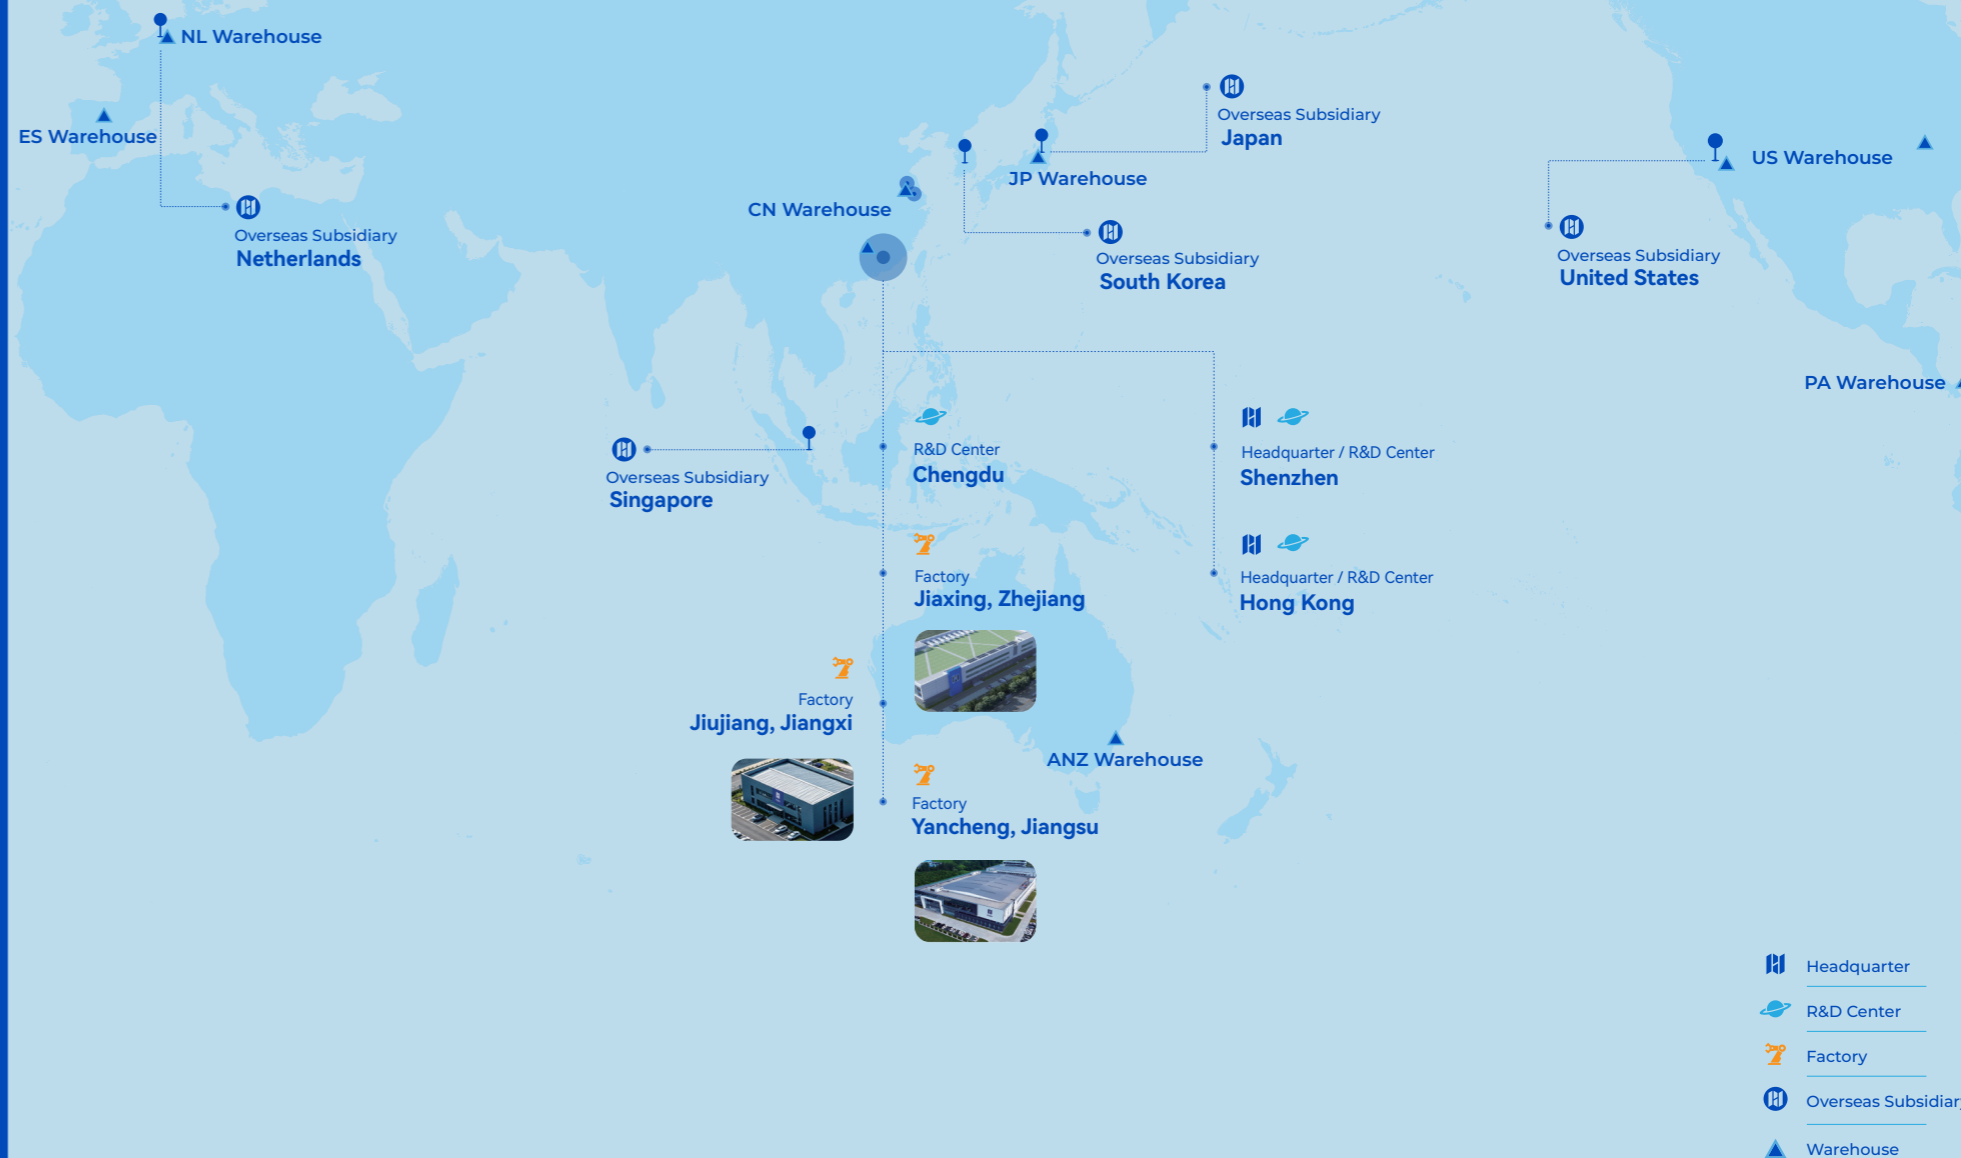 NL Warehouse
ES Warehouse
Overseas Subsidiary
Netherlands
CN Warehouse
JP Warehouse
Overseas Subsidiary
Japan
Overseas Subsidiary
South Korea
US Warehouse
Overseas Subsidiary
United States
PA Warehouse
Overseas Subsidiary
Singapore
R&D Center
Chengdu
Headquarter / R&D Center
Shenzhen
Factory
Jiaxing, Zhejiang
Headquarter / R&D Center
Hong Kong
Factory
Jiujiang, Jiangxi
ANZ Warehouse
Factory
Yancheng, Jiangsu
Headquarter
R&D Center
Factory
Overseas Subsidiary
Warehouse